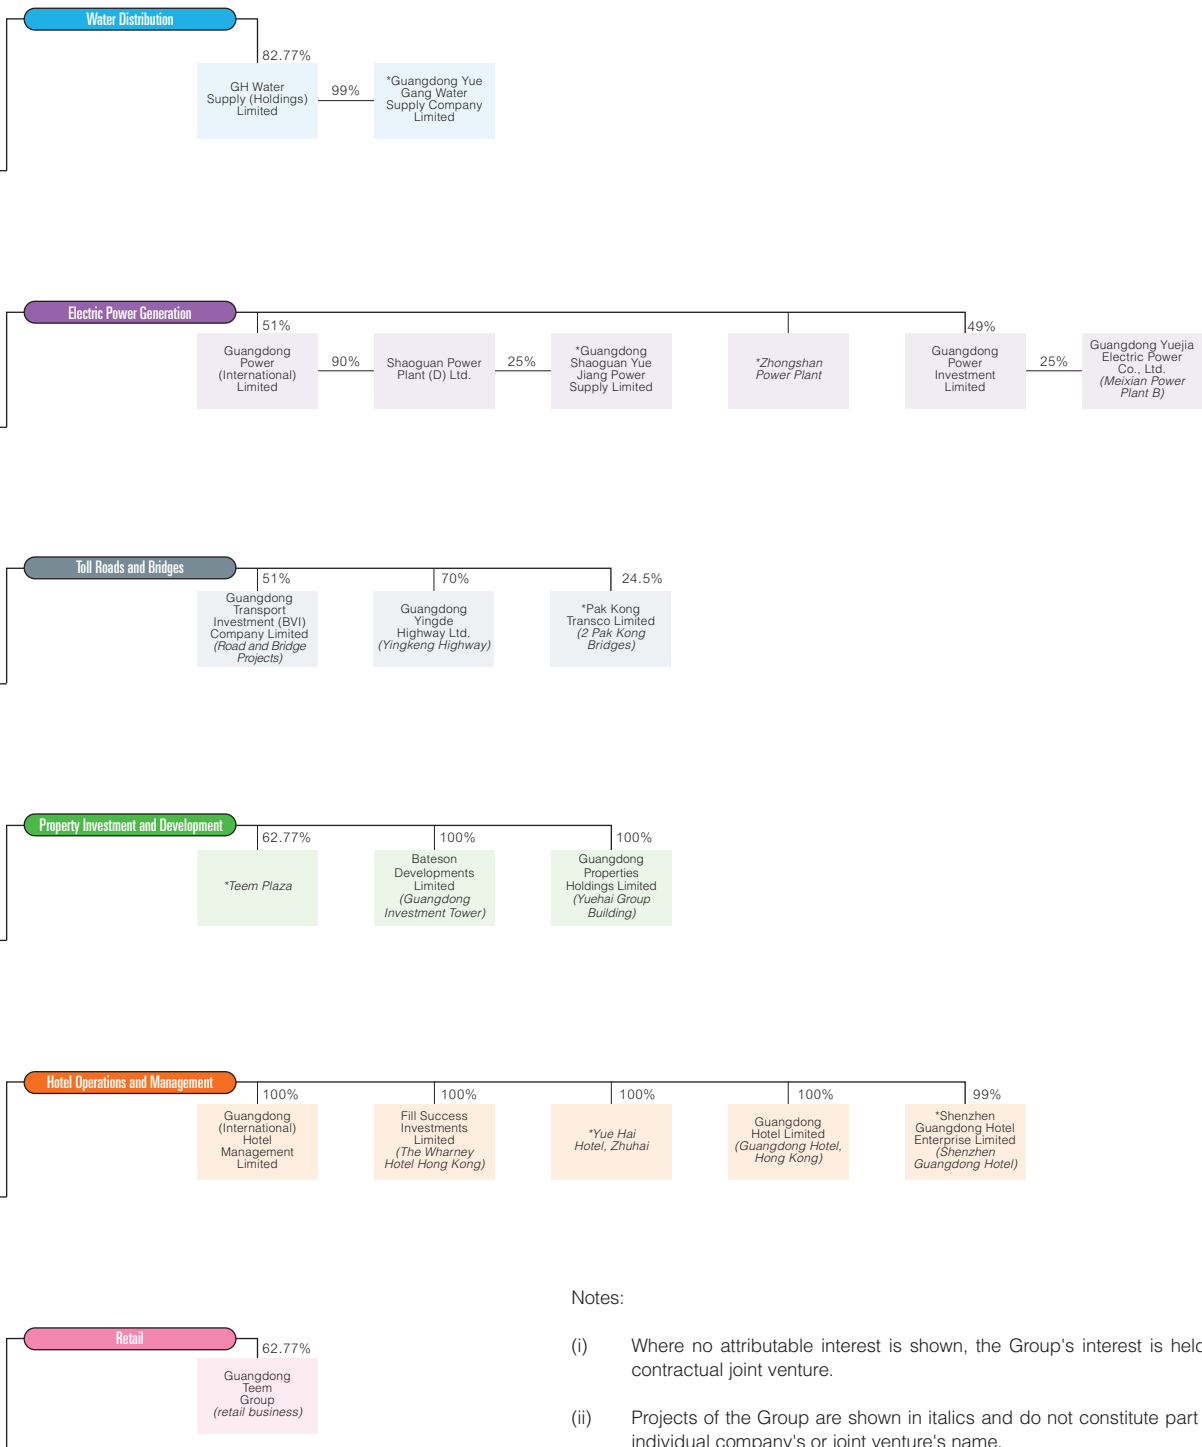 Water Distribution
82.77%
GH Water
Supply (Holdings)
Limited
99%
*Guangdong Yue
Gang Water
Supply Company
Limited
Electric Power Generation
51%
Guangdong
Power
(International)
Limited
90%
Shaoguan Power
Plant (D) Ltd.
25%
*Guangdong
Shaoguan Yue
Jiang Power
Supply Limited
*Zhongshan
Power Plant
49%
Guangdong
Power
Investment
Limited
25%
Guangdong Yuejia
Electric Power
Co., Ltd.
(Meixian Power
Plant B)
Toll Roads and Bridges
51%
Guangdong
Transport
Investment (BVI)
Company Limited
(Road and Bridge
Projects)
70%
Guangdong
Yingde
Highway Ltd.
(Yingkeng Highway)
24.5%
*Pak Kong
Transco Limited
(2 Pak Kong
Bridges)
Property Investment and Development
62.77%
*Teem Plaza
100%
Bateson
Developments
Limited
(Guangdong
Investment Tower)
100%
Guangdong
Properties
Holdings Limited
(Yuehai Group
Building)
Hotel Operations and Management
100%
Guangdong
(International)
Hotel
Management
Limited
100%
Fill Success
Investments
Limited
(The Wharney
Hotel Hong Kong)
100%
*Yue Hai
Hotel, Zhuhai
100%
Guangdong
Hotel Limited
(Guangdong Hotel,
Hong Kong)
99%
*Shenzhen
Guangdong Hotel
Enterprise Limited
(Shenzhen
Guangdong Hotel)
Retail
62.77%
Guangdong
Teem
Group
(retail business)
Notes:
(i) Where no attributable interest is shown, the Group's interest is held
contractual joint venture.
(ii) Projects of the Group are shown in italics and do not constitute part
individual company's or joint venture's name.